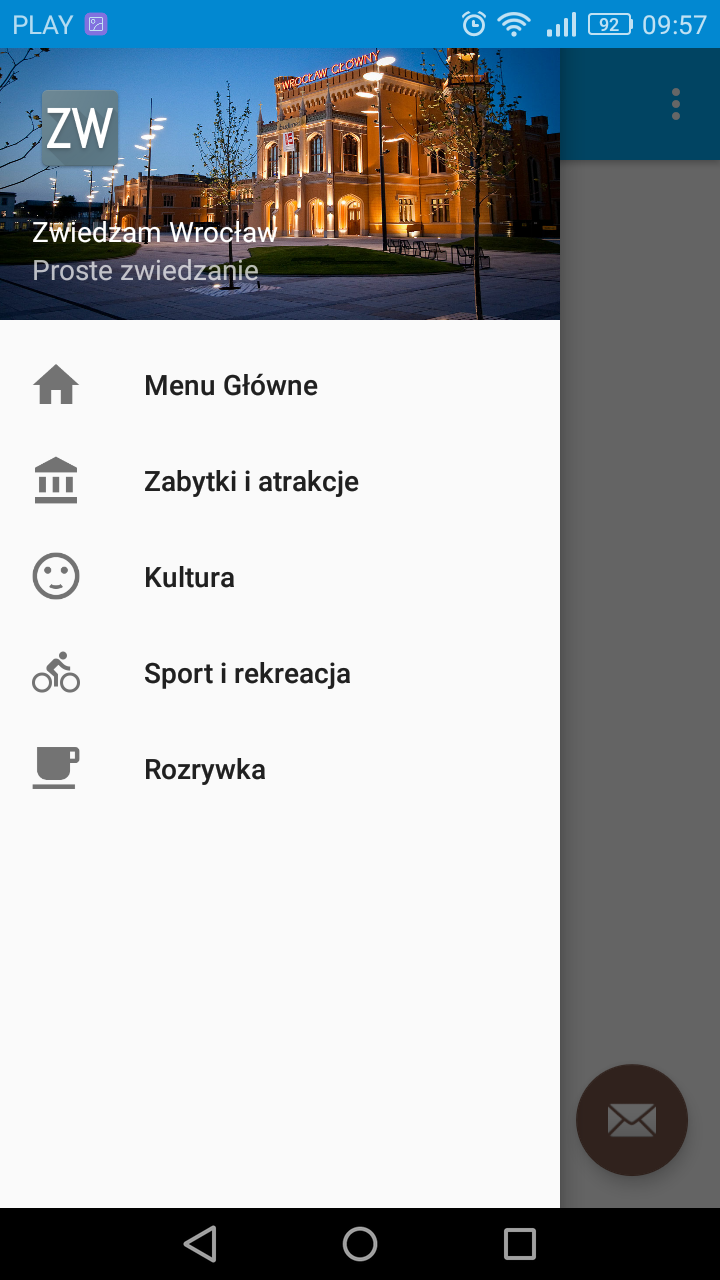 PLAY 92 09:57
WROCŁAW GŁÓWNY
ZW
Zwiedzam Wrocław
Proste zwiedzanie
Menu Główne
Zabytki i atrakcje
Kultura
Sport i rekreacja
Rozrywka